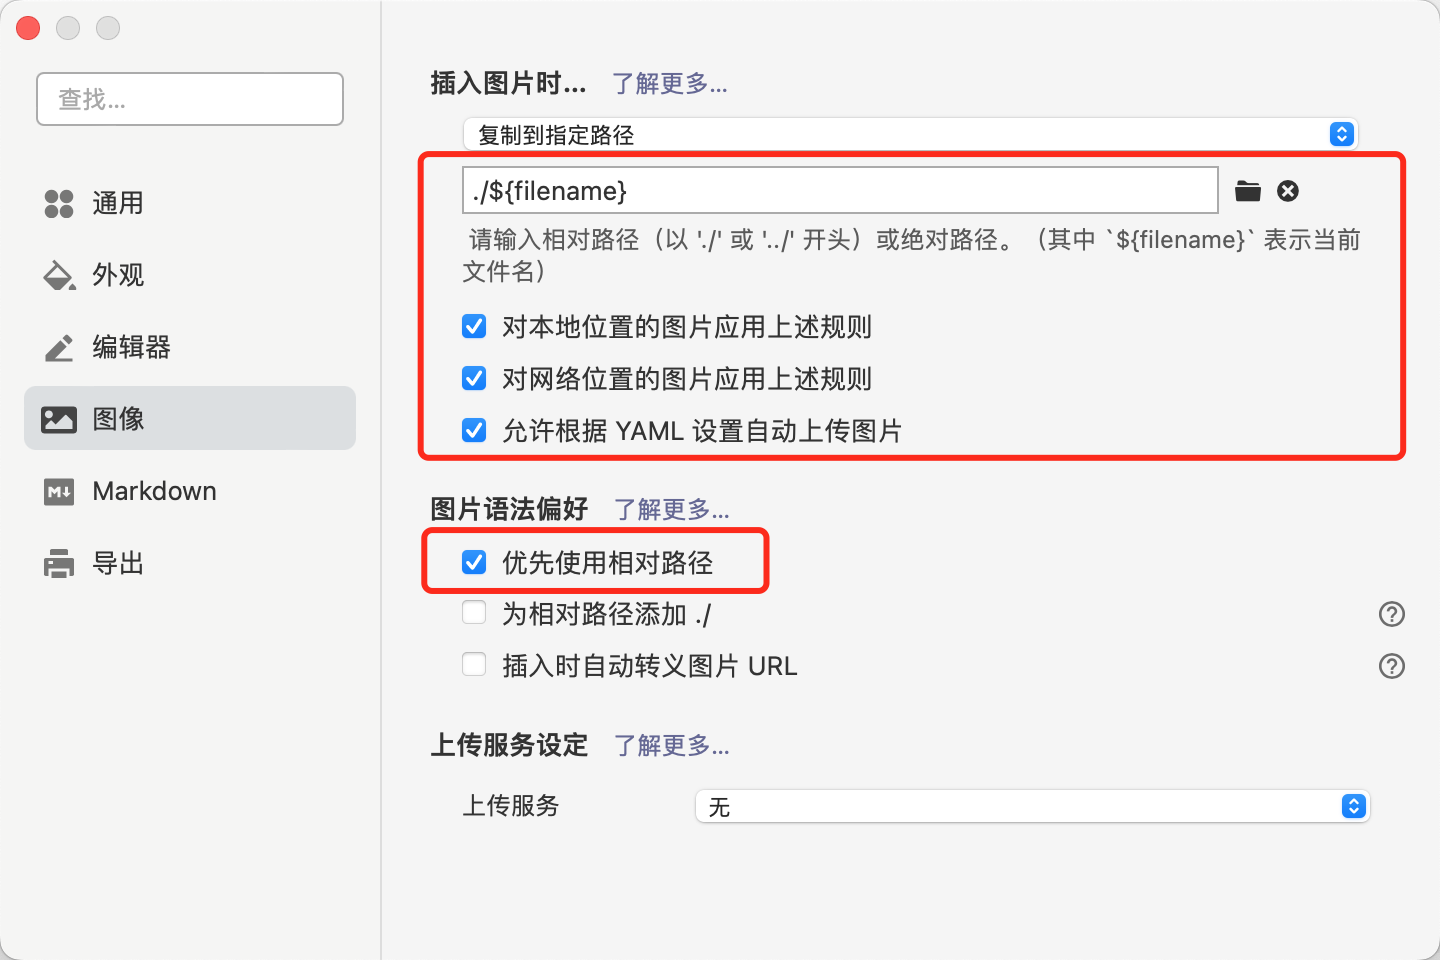 查找...
通用
外观
编辑器
图像
Markdown
导出
插入图片时... 了解更多...
复制到指定路径
./${filename}
请输入相对路径（以 './' 或 '../' 开头）或绝对路径。（其中 `${filename}` 表示当前
文件名）
对本地位置的图片应用上述规则
对网络位置的图片应用上述规则
允许根据 YAML 设置自动上传图片
图片语法偏好 了解更多...
优先使用相对路径
为相对路径添加 ./
插入时自动转义图片 URL
上传服务设定 了解更多...
上传服务 无